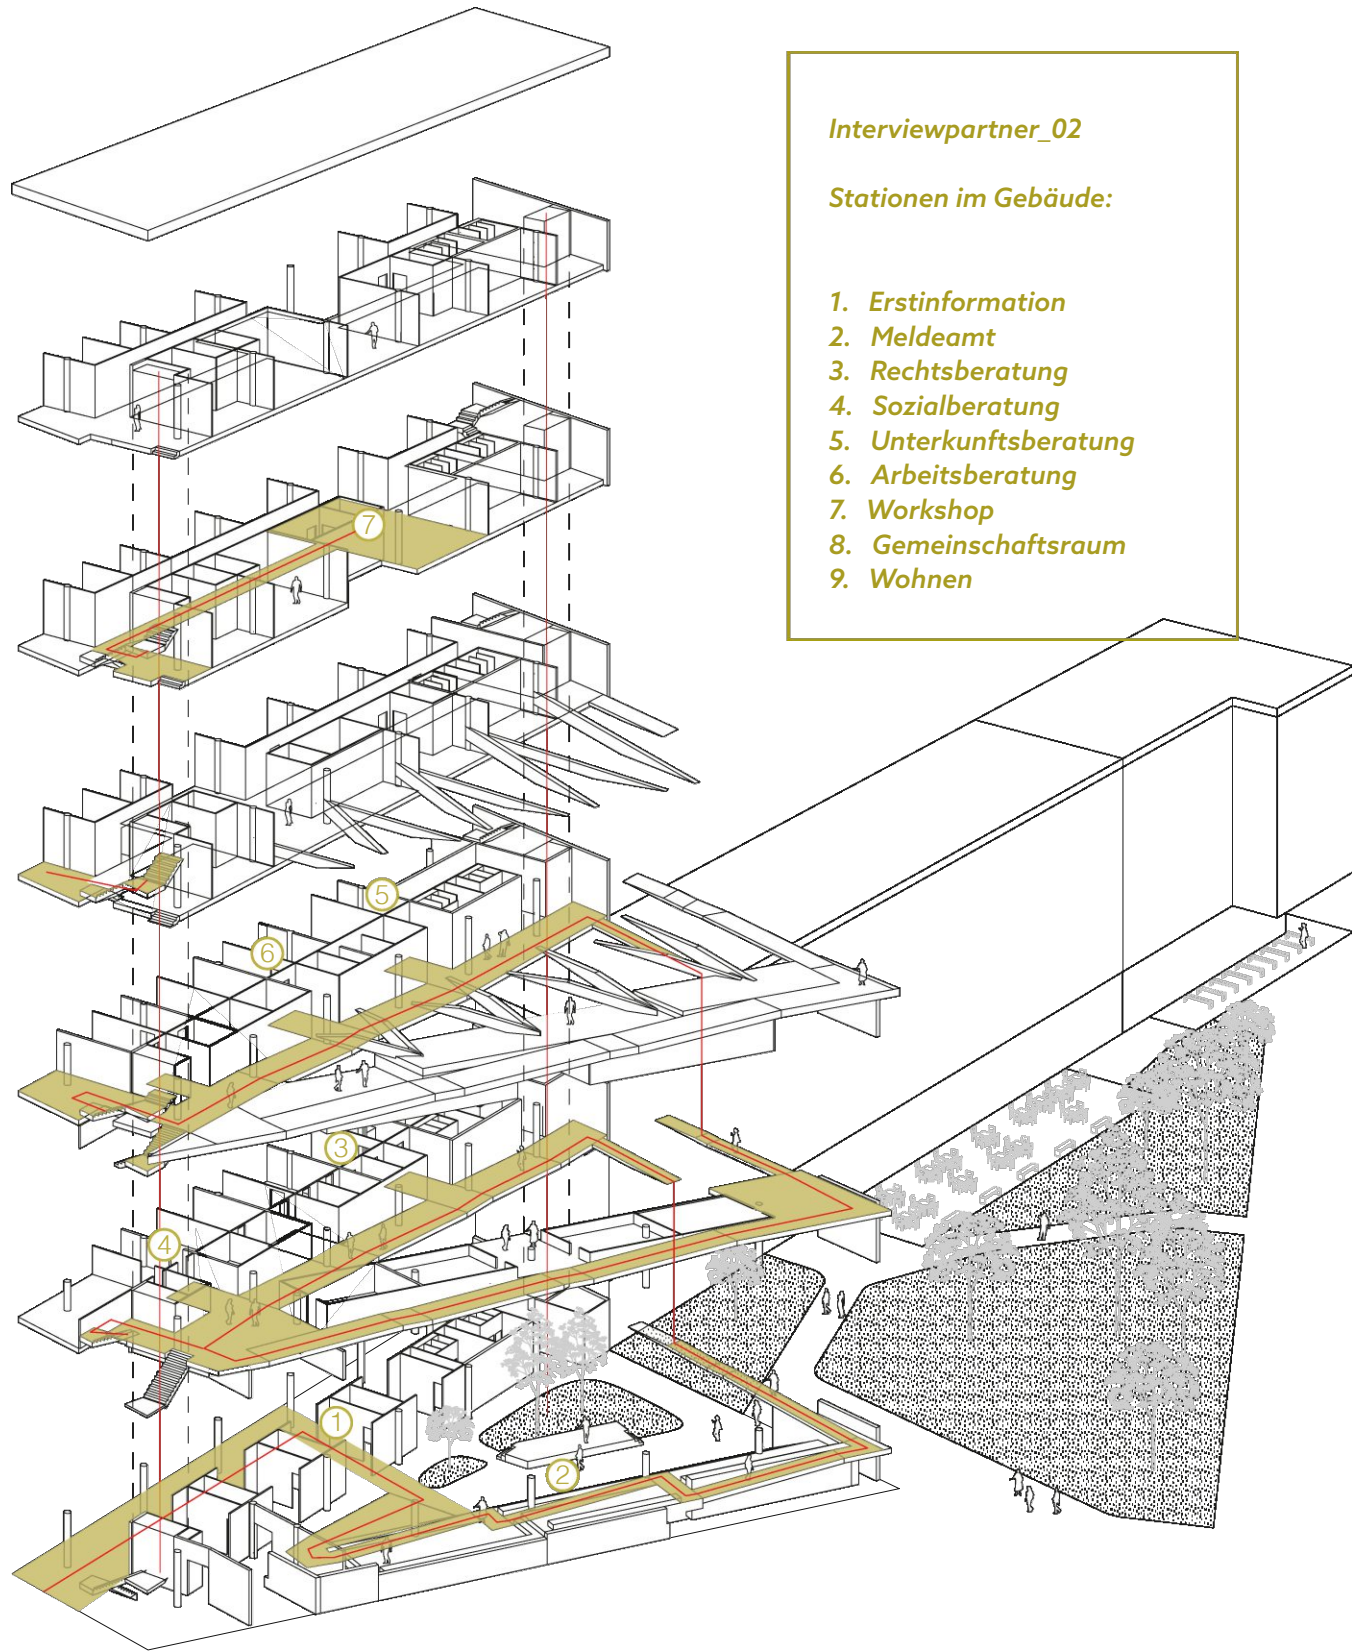 Interviewpartner_02
Stationen im Gebäude:
1. Erstinformation
2. Meldeamt
3. Rechtsberatung
4. Sozialberatung
5. Unterkunftsberatung
6. Arbeitsberatung
7. Workshop
8. Gemeinschaftsraum
9. Wohnen
7
5
6
3
4
1
2